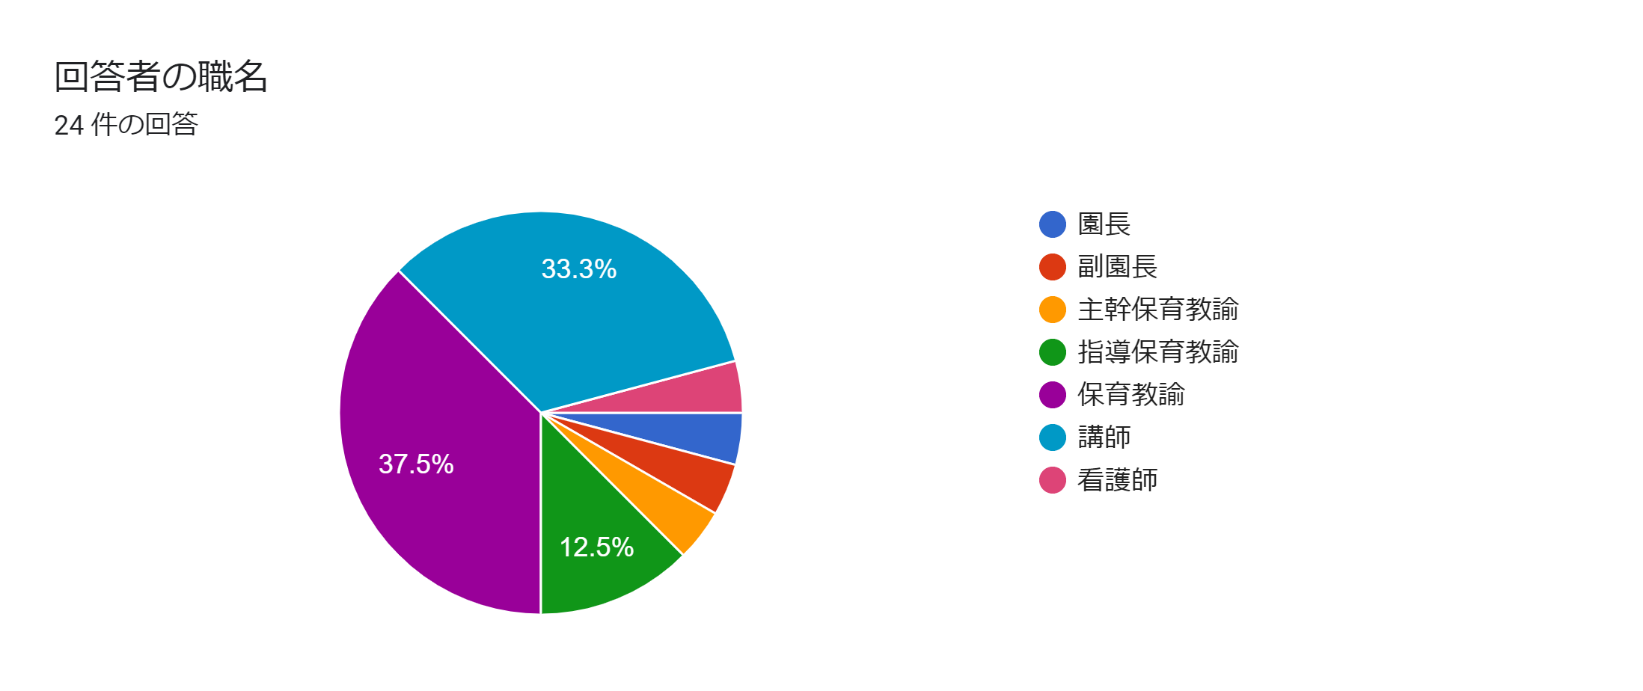 回答者の職名
24 件の回答
33.3%
37.5%
12.5%
園長
副園長
主幹保育教諭
指導保育教諭
保育教諭
講師
看護師